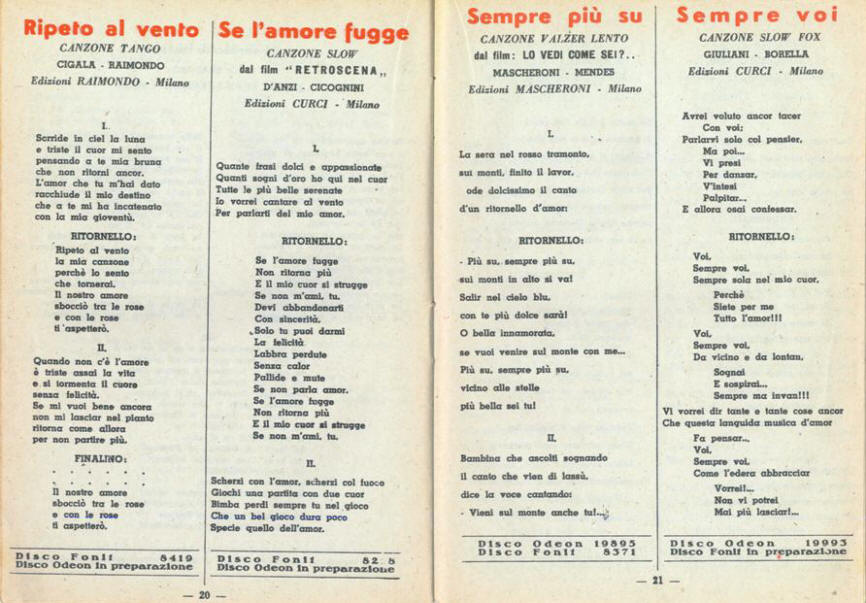 Ripeto al vento
CANZONE TANGO
CIGALA - RAIMONDO
Edizioni RAIMONDO - Milano
I.
Sorride in ciel la luna
e triste il cuor mi sento
pensando a te mia bruna
che non ritorni ancor.
L'amor che tu m'hai dato
racchiude il mio destino
che a te mi ha incatenato
con la mia gioventù.
RITORNELLO:
Ripeto al vento
la mia canzone
perchè lo sento
che tornerai.
Il nostro amore
sbocciò tra le rose
e con le rose
ti aspetterò.
II.
Quando non c'è l'amore
è triste assai la vita
e si tormenta il cuore
senza felicità.
Se mi vuoi bene ancora
non mi lasciar nel pianto
ritorna come allora
per non partire più.
FINALINO:
. . . . .
. . . . .
Il nostro amore
sbocciò tra le rose
e con le rose
ti aspetterò.
Disco Fonit 8419
Disco Odeon in preparazione
Se l'amore fugge
CANZONE SLOW
dal film "RETROSCENA„
D'ANZI - CICOGNINI
Edizioni CURCI - Milano
I.
Quante frasi dolci e appassionate
Quanti sogni d'oro ho qui nel cuor
Tutte le più belle serenate
Io vorrei cantare al vento
Per parlarti del mio amor.
RITORNELLO:
Se l'amore fugge
Non ritorna più
E il mio cuor si strugge
Se non m'ami, tu.
Devi abbandonarti
Con sincerità.
Solo tu puoi darmi
La felicità
Labbra perdute
Senza calor
Pallide e mute
Se non parla amor.
Se l'amore fugge
Non ritorna più
E il mio cuor si strugge
Se non m'ami, tu.
II.
Scherzi con l'amor, scherzi col fuoco
Giochi una partita con due cuor
Bimba perdi sempre tu nel gioco
Che un bel gioco dura poco
Specie quello dell'amor.
Disco Fonit
Disco Odeon in preparazione
— 20 —
Sempre più su
CANZONE VALZER LENTO
dal film: LO VEDI COME SEI?..
MASCHERONI - MENDES
Edizioni MASCHERONI - Milano
I.
La sera nel rosso tramonto,
sui monti, finito il lavor,
ode dolcissimo il canto
d'un ritornello d'amor:
RITORNELLO:
- Più su, sempre più su,
sui monti in alto si va!
Salir nel cielo blu,
con te più dolce sarà!
O bella innamorata,
se vuoi venire sul monte con me...
Più su, sempre più su,
vicino alle stelle
più bella sei tu!
II.
Bambina che ascolti sognando
il canto che vien di lassù,
dice la voce cantando:
- Vieni sul monte anche tu!...
Disco Odeon 19895
Disco Fonit 8371
Sempre voi
CANZONE SLOW FOX
GIULIANI - BORELLA
Edizioni CURCI - Milano
Avrei voluto ancor tacer
Con voi;
Parlarvi solo col pensier,
Ma poi...
Vi presi
Per danzar,
V'intesi
Palpitar...
E allora osai confessar.
RITORNELLO:
Voi,
Sempre voi,
Sempre sola nel mio cuor,
Perchè
Siete per me
Tutto l'amor!!!
Voi,
Sempre voi,
Da vicino e da lontan,
Sognai
E sospirai...
Sempre ma invan!!!
Vi vorrei dir tante e tante cose ancor
Che questa languida musica d'amor
Fa pensar...
Voi,
Sempre voi,
Come l'edera abbracciar
Vorrei!...
Non vi potrei
Mai più lasciar!...
Disco Odeon 19993
Disco Fonit in preparazione
— 21 —